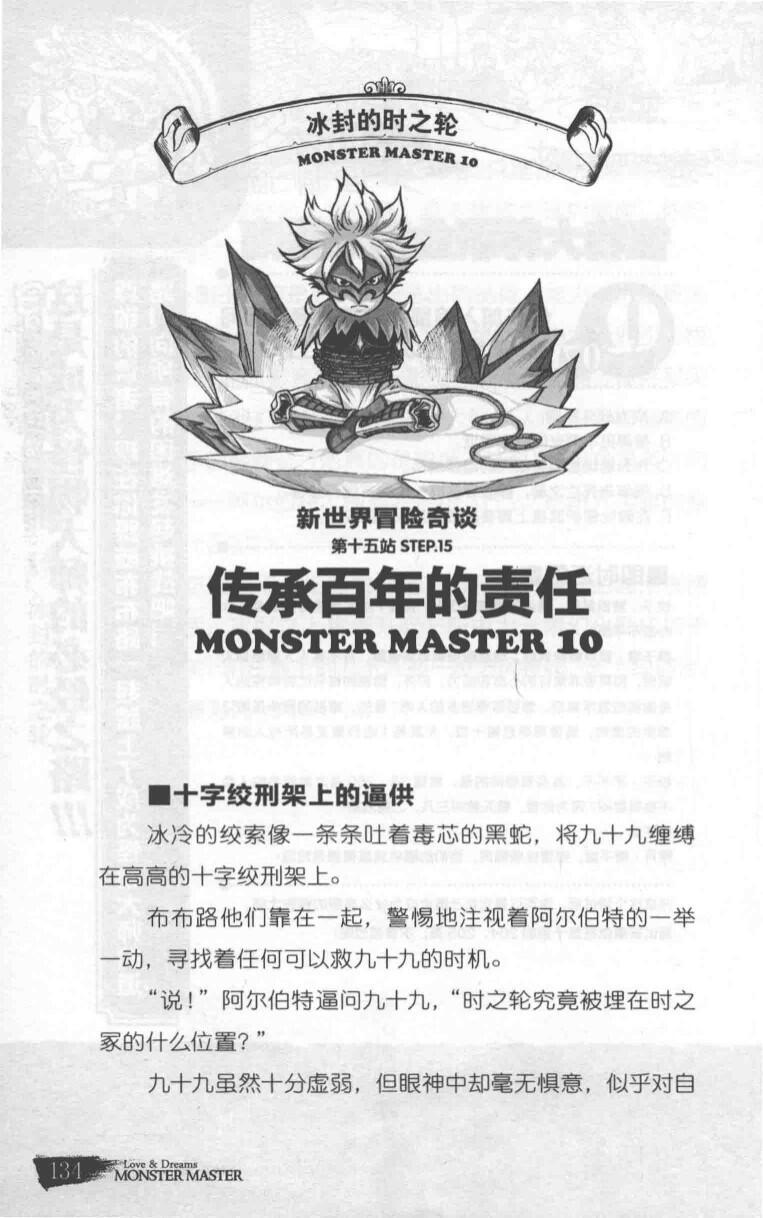 冰封的时之轮
MONSTER MASTER 10
新世界冒险奇谈
第十五站 STEP.15
传承百年的责任
MONSTER MASTER 10
■十字绞刑架上的逼供
冰冷的绞索像一条条吐着毒芯的黑蛇，将九十九缠缚
在高高的十字绞刑架上。
布布路他们靠在一起，警惕地注视着阿尔伯特的一举
一动，寻找着任何可以救九十九的时机。
“说！”阿尔伯特逼问九十九，“时之轮究竟被埋在时之
冢的什么位置？”
九十九虽然十分虚弱，但眼神中却毫无惧意，似乎对自
134
Love & Dreams
MONSTER MASTER